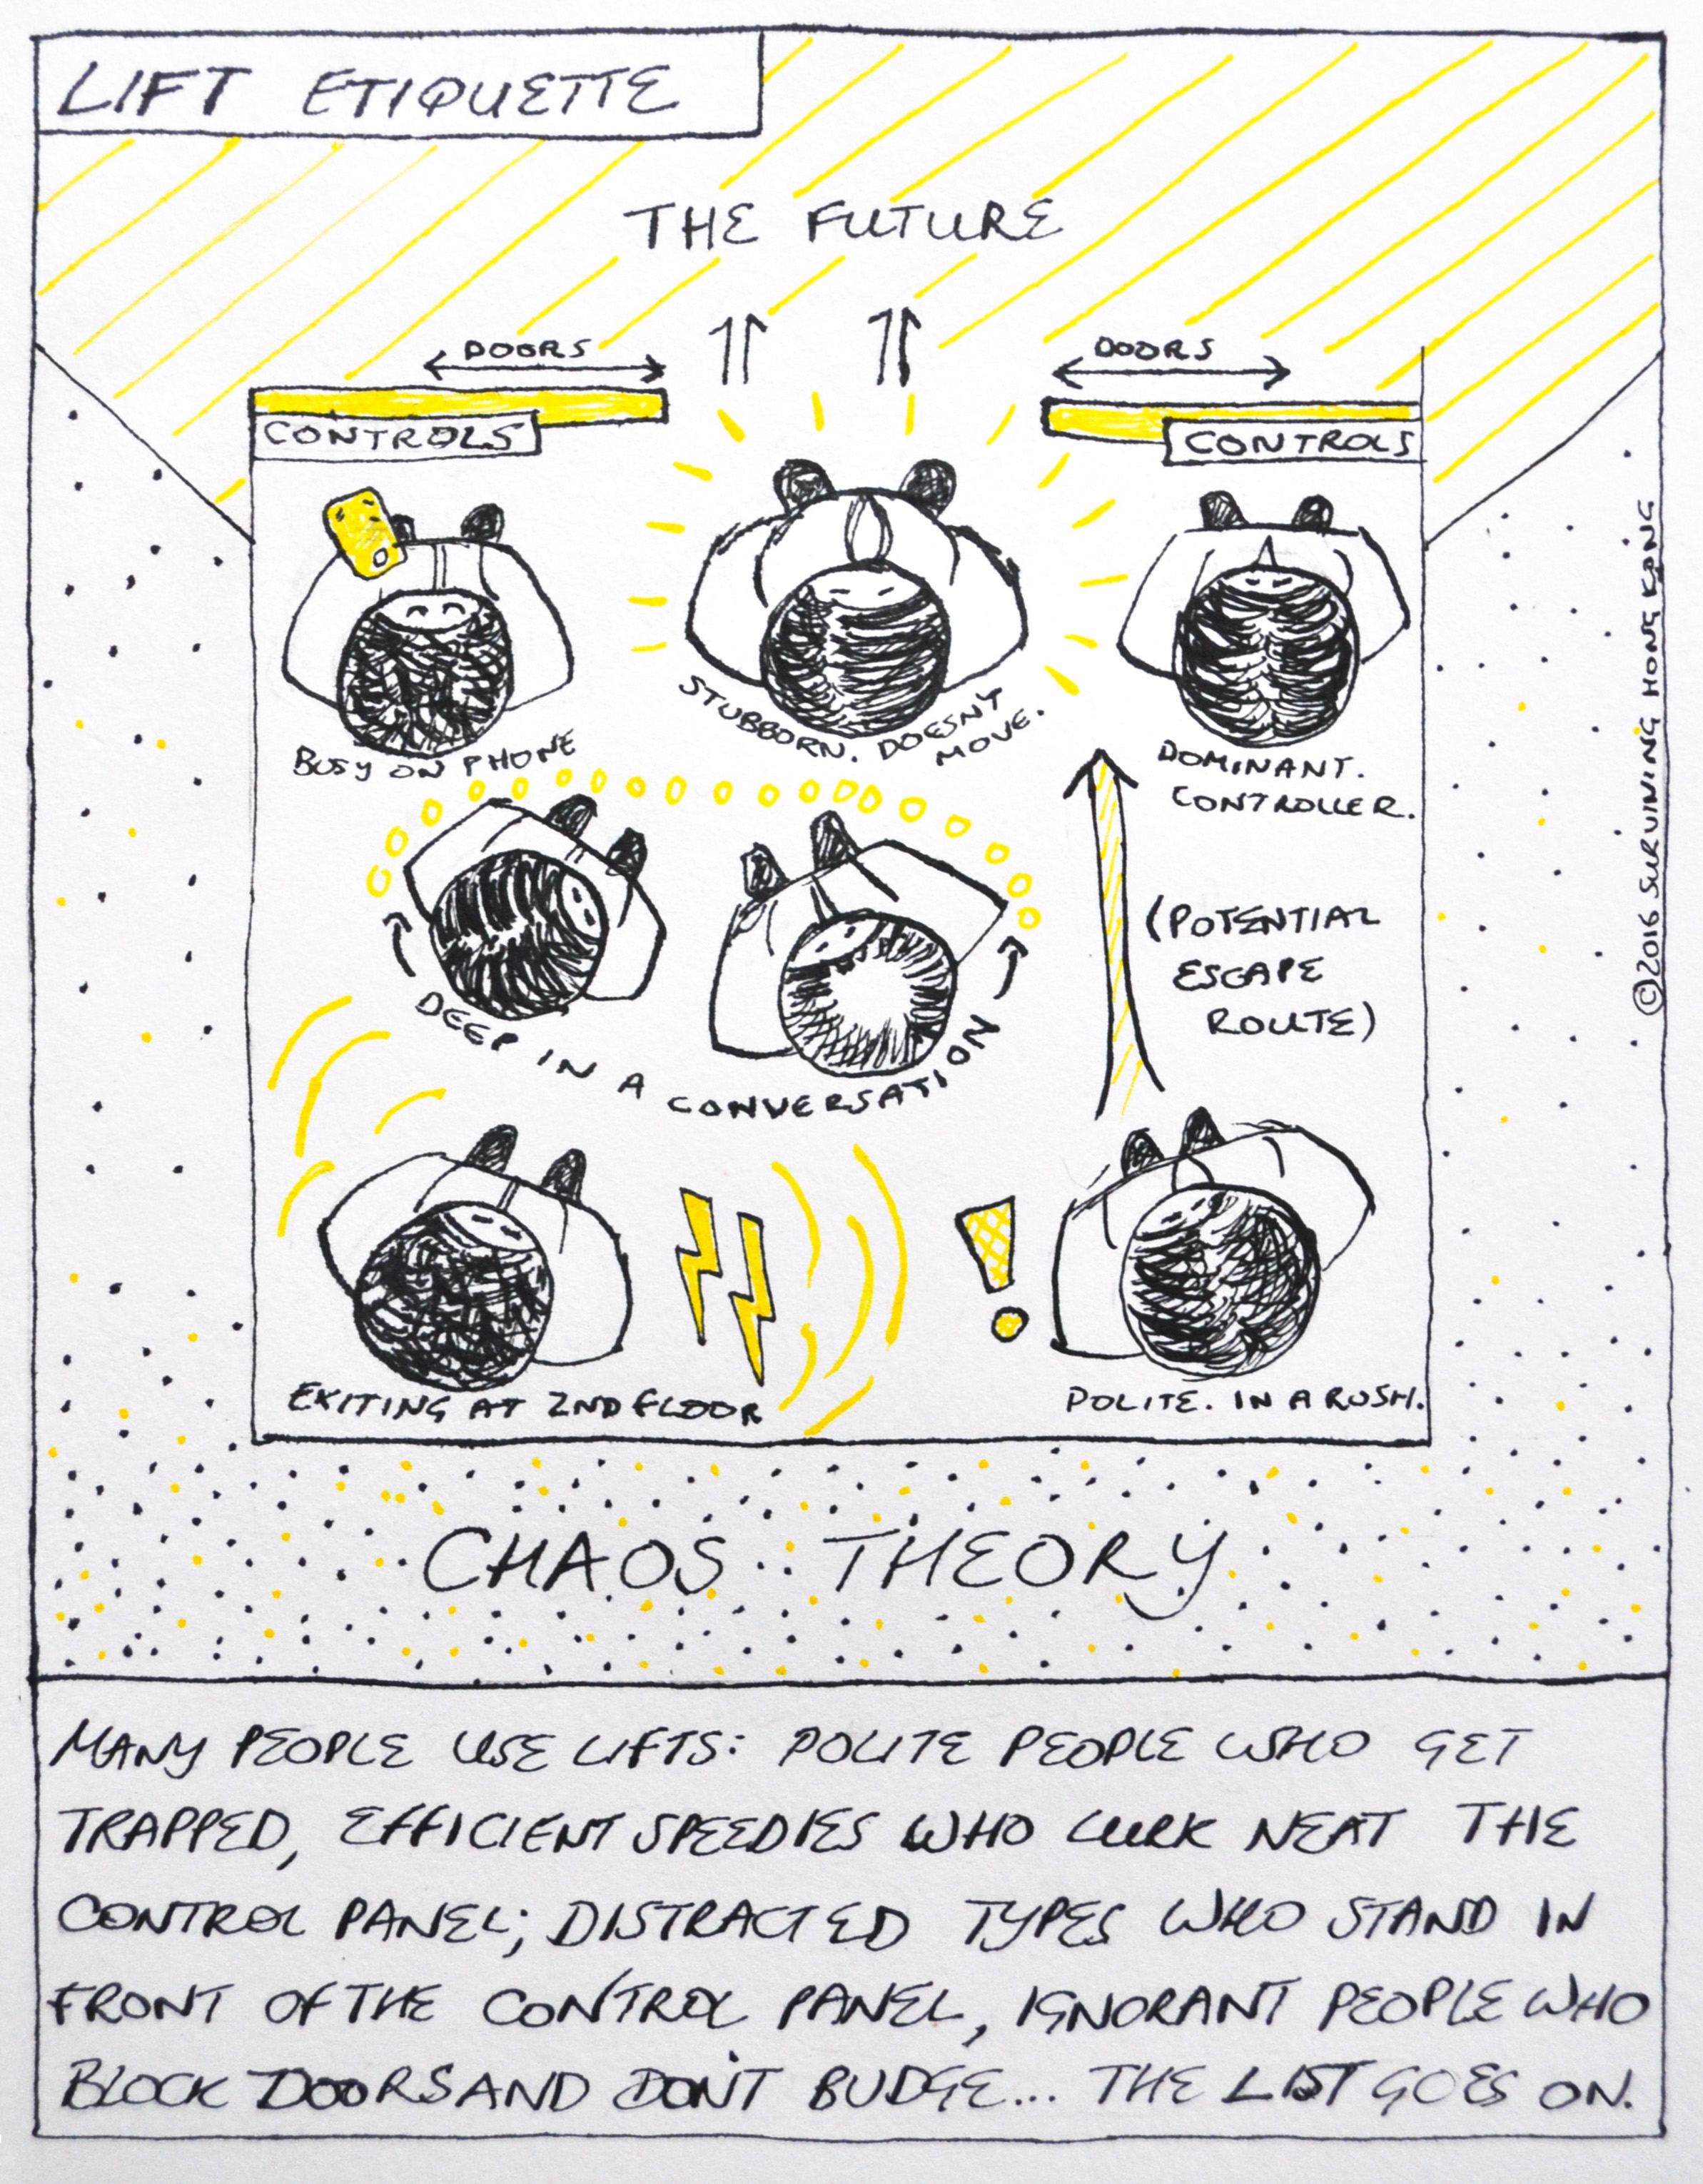 LIFT ETIQUETTE
THE FUTURE
DOORS
DOORS
CONTROLS
CONTROLS
BUSY ON PHONE
STUBBORN. DOESNT
MOVE.
DOMINANT.
CONTROLLER.
DEEP IN A CONVERSATION
(POTENTIAL
ESCAPE
ROUTE)
EXITING AT 2ND FLOOR
POLITE. IN A RUSH.
©2016 SURVIVING HONG KONG
CHAOS THEORY
MANY PEOPLE USE LIFTS: POLITE PEOPLE WHO GET
TRAPPED, EFFICIENT SPEEDIES WHO LURK NEAT THE
CONTROL PANEL; DISTRACTED TYPES WHO STAND IN
FRONT OF THE CONTROL PANEL, IGNORANT PEOPLE WHO
BLOCK DOORS AND DON'T BUDGE... THE LIST GOES ON.